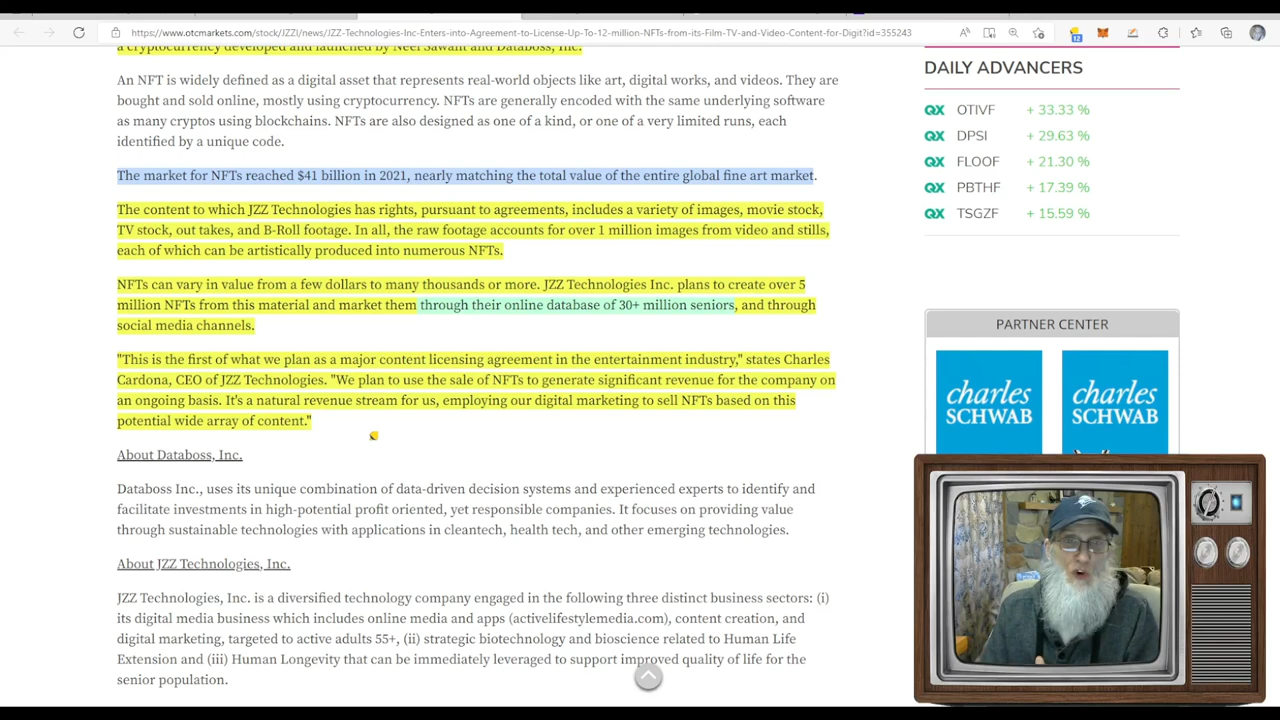 https://www.otcmarkets.com/stock/JZZI/news/JZZ-Technologies-Inc-Enters-into-Agreement-to-License-Up-To-12-million-NFTs-from-its-Film-TV-and-Video-Content-for-Digit?id=355243
12
a cryptocurrency developed and launched by Neel Sawant and Databoss, Inc.
An NFT is widely defined as a digital asset that represents real-world objects like art, digital works, and videos. They are
bought and sold online, mostly using cryptocurrency. NFTs are generally encoded with the same underlying software
as many cryptos using blockchains. NFTs are also designed as one of a kind, or one of a very limited runs, each
identified by a unique code.
The market for NFTs reached $41 billion in 2021, nearly matching the total value of the entire global fine art market.
The content to which JZZ Technologies has rights, pursuant to agreements, includes a variety of images, movie stock,
TV stock, out takes, and B-Roll footage. In all, the raw footage accounts for over 1 million images from video and stills,
each of which can be artistically produced into numerous NFTs.
NFTs can vary in value from a few dollars to many thousands or more. JZZ Technologies Inc. plans to create over 5
million NFTs from this material and market them through their online database of 30+ million seniors, and through
social media channels.
"This is the first of what we plan as a major content licensing agreement in the entertainment industry," states Charles
Cardona, CEO of JZZ Technologies. "We plan to use the sale of NFTs to generate significant revenue for the company on
an ongoing basis. It's a natural revenue stream for us, employing our digital marketing to sell NFTs based on this
potential wide array of content."
About Databoss, Inc.
Databoss Inc., uses its unique combination of data-driven decision systems and experienced experts to identify and
facilitate investments in high-potential profit oriented, yet responsible companies. It focuses on providing value
through sustainable technologies with applications in cleantech, health tech, and other emerging technologies.
About JZZ Technologies, Inc.
JZZ Technologies, Inc. is a diversified technology company engaged in the following three distinct business sectors: (i)
its digital media business which includes online media and apps (activelifestylemedia.com), content creation, and
digital marketing, targeted to active adults 55+, (ii) strategic biotechnology and bioscience related to Human Life
Extension and (iii) Human Longevity that can be immediately leveraged to support improved quality of life for the
senior population.
DAILY ADVANCERS
QX OTIVF + 33.33 %
QX DPSI + 29.63 %
QX FLOOF + 21.30 %
QX PBTHF + 17.39 %
QX TSGZF + 15.59 %
PARTNER CENTER
charles
SCHWAB
charles
SCHWAB